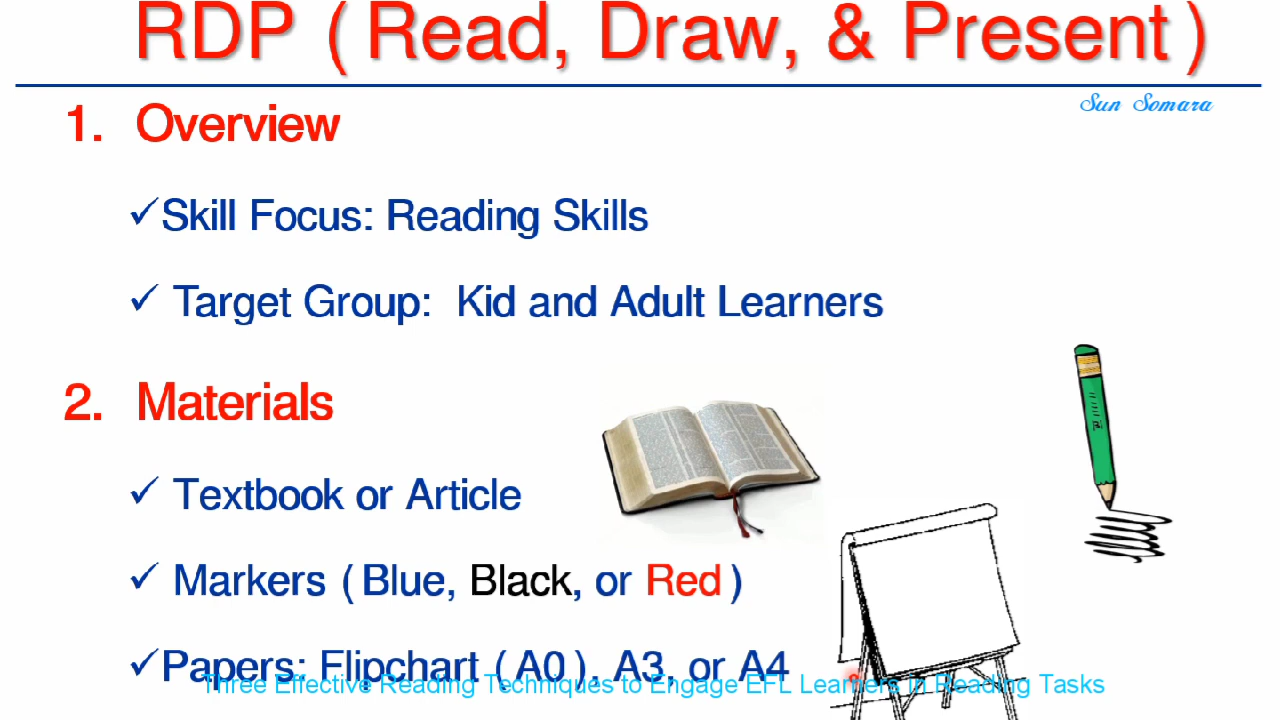 RDP ( Read, Draw, & Present )
Sun Somara
1. Overview
✓Skill Focus: Reading Skills
✓ Target Group: Kid and Adult Learners
2. Materials
✓ Textbook or Article
✓ Markers ( Blue, Black, or Red )
✓Papers: Flipchart ( A0 ), A3, or A4
Three Effective Reading Techniques to Engage EFL Learners in Reading Tasks